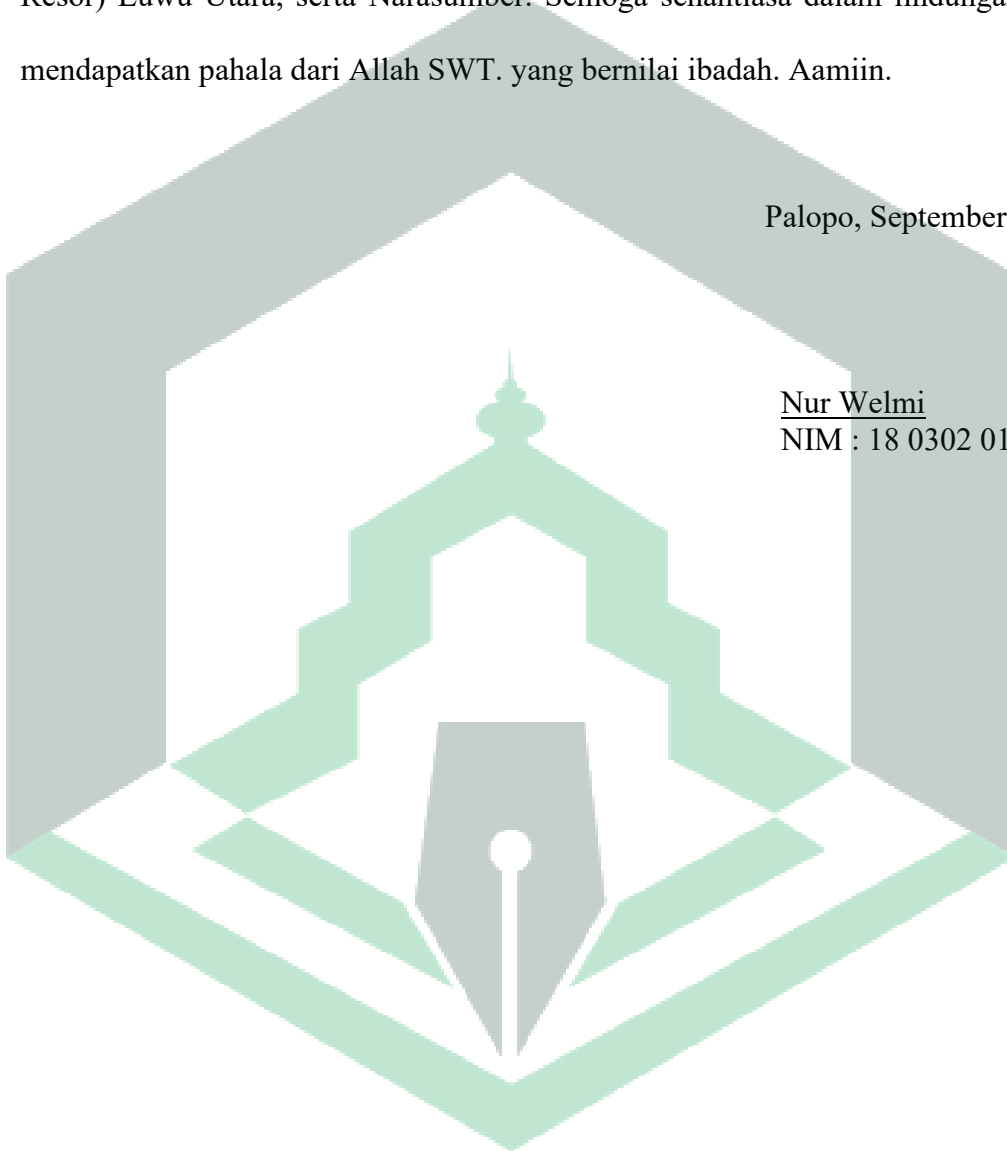 Resor) Luwu Utara, serta Narasumber. Semoga senantiasa dalam lindungan
mendapatkan pahala dari Allah SWT. yang bernilai ibadah. Aamiin.
Palopo, September
Nur Welmi
NIM : 18 0302 01